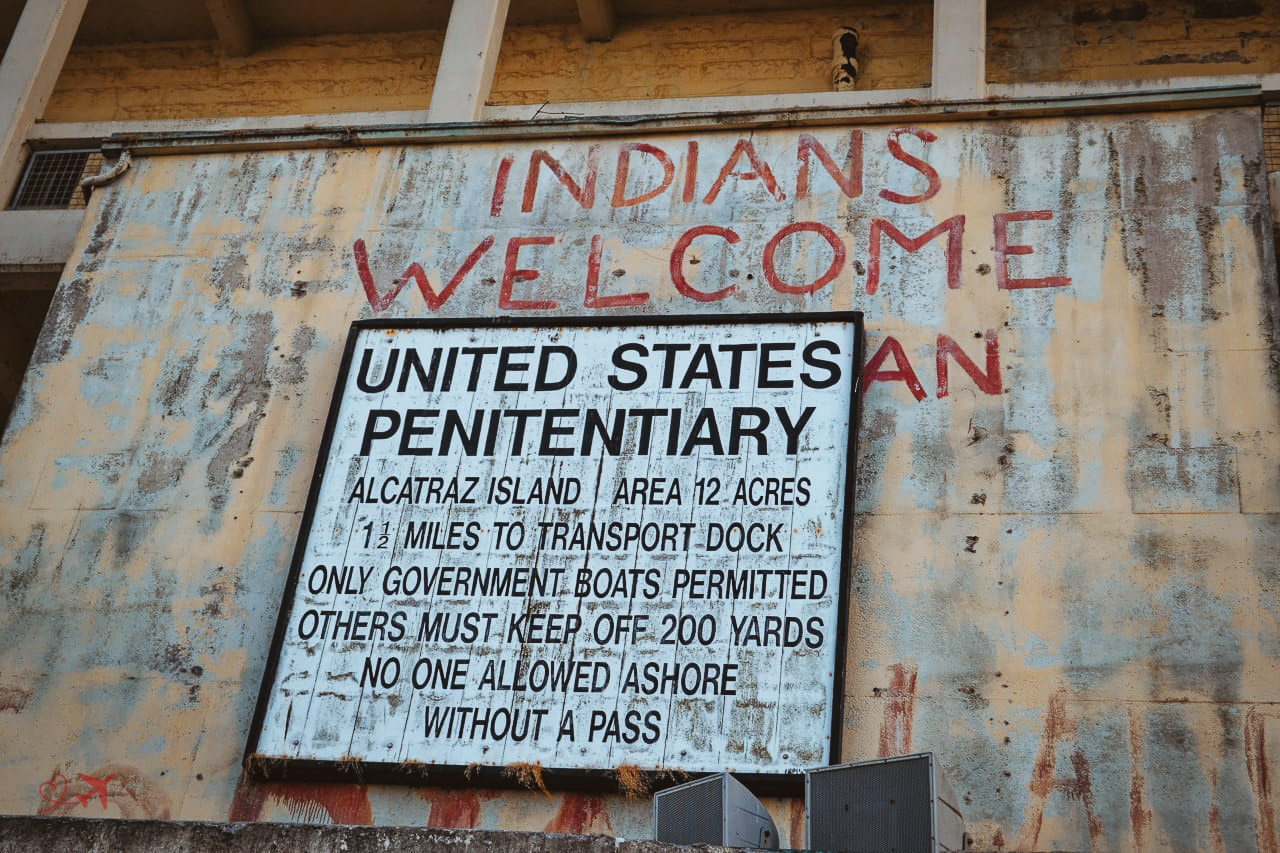 INDIANS
WELCOME
AN
UNITED STATES
PENITENTIARY
ALCATRAZ ISLAND AREA 12 ACRES
1½ MILES TO TRANSPORT DOCK
ONLY GOVERNMENT BOATS PERMITTED
OTHERS MUST KEEP OFF 200 YARDS
NO ONE ALLOWED ASHORE
WITHOUT A PASS